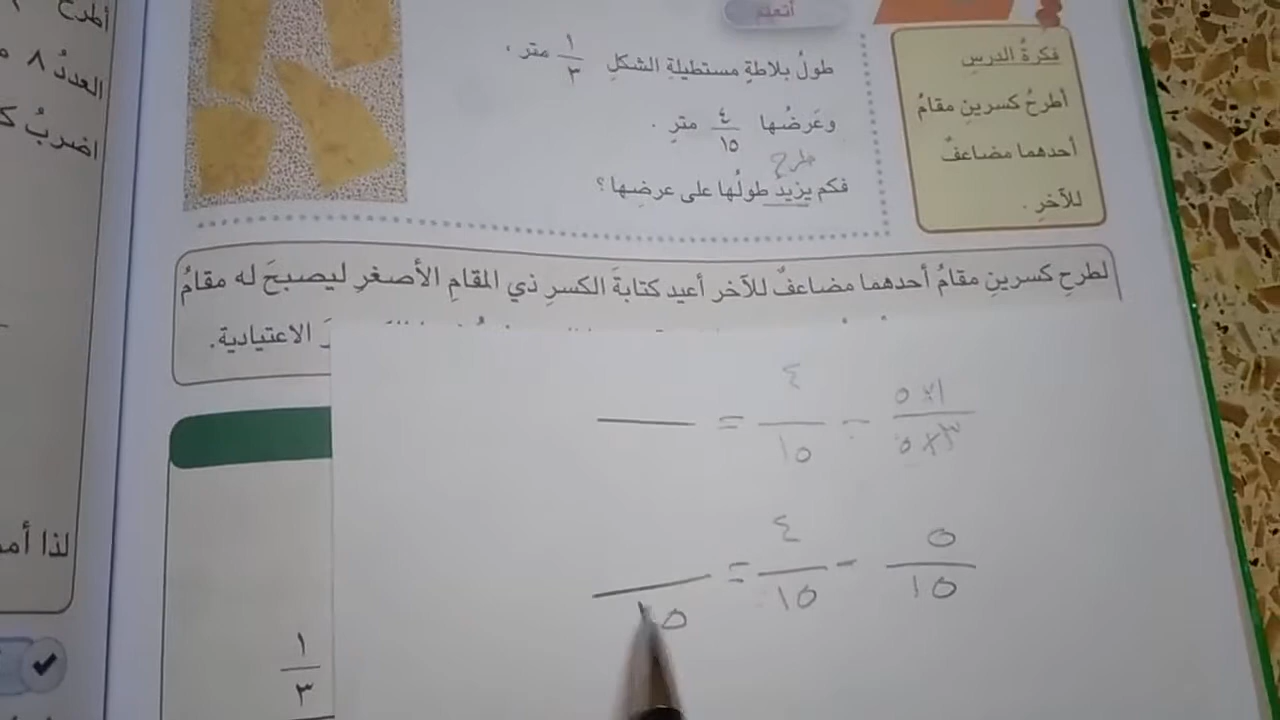 أطرح
العددُ ٨
اضربُ ك
لذا أمـ
أتعلم
فكرةُ الدرسِ
أطرحُ كسرينِ مقامُ
أحدهما مضاعفٌ
للآخرِ .
طولُ بلاطةٍ مستطيلةِ الشكلِ ١/٣ متر ،
وعَرضُها ٤/١٥ مترِ .
طرح
فكم يزيد طولُها على عرضِها ؟
لطرحِ كسرينِ مقامُ أحدهما مضاعفٌ للآخر أعيد كتابةَ الكسرِ ذي المقامِ الأصغرِ ليصبحَ له مقامُ
الاعتيادية.
١×٥/٣×٥ − ٤/١٥ = ــــ
٥/١٥ − ٤/١٥ = ــــ/١٥
١/٣